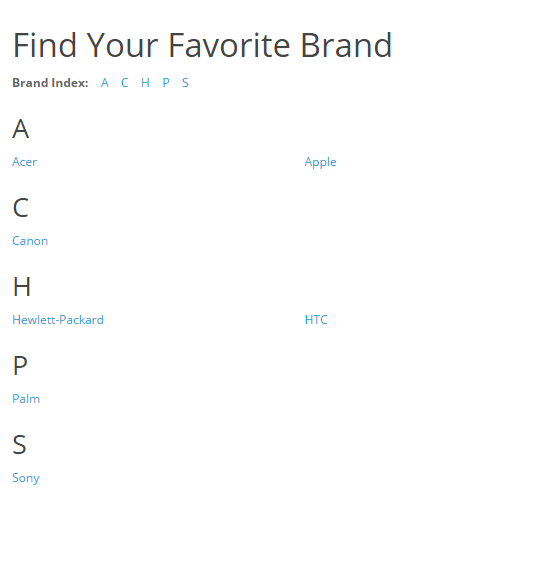 Find Your Favorite Brand
Brand Index: A C H P S
A
Acer Apple
C
Canon
H
Hewlett-Packard HTC
P
Palm
S
Sony